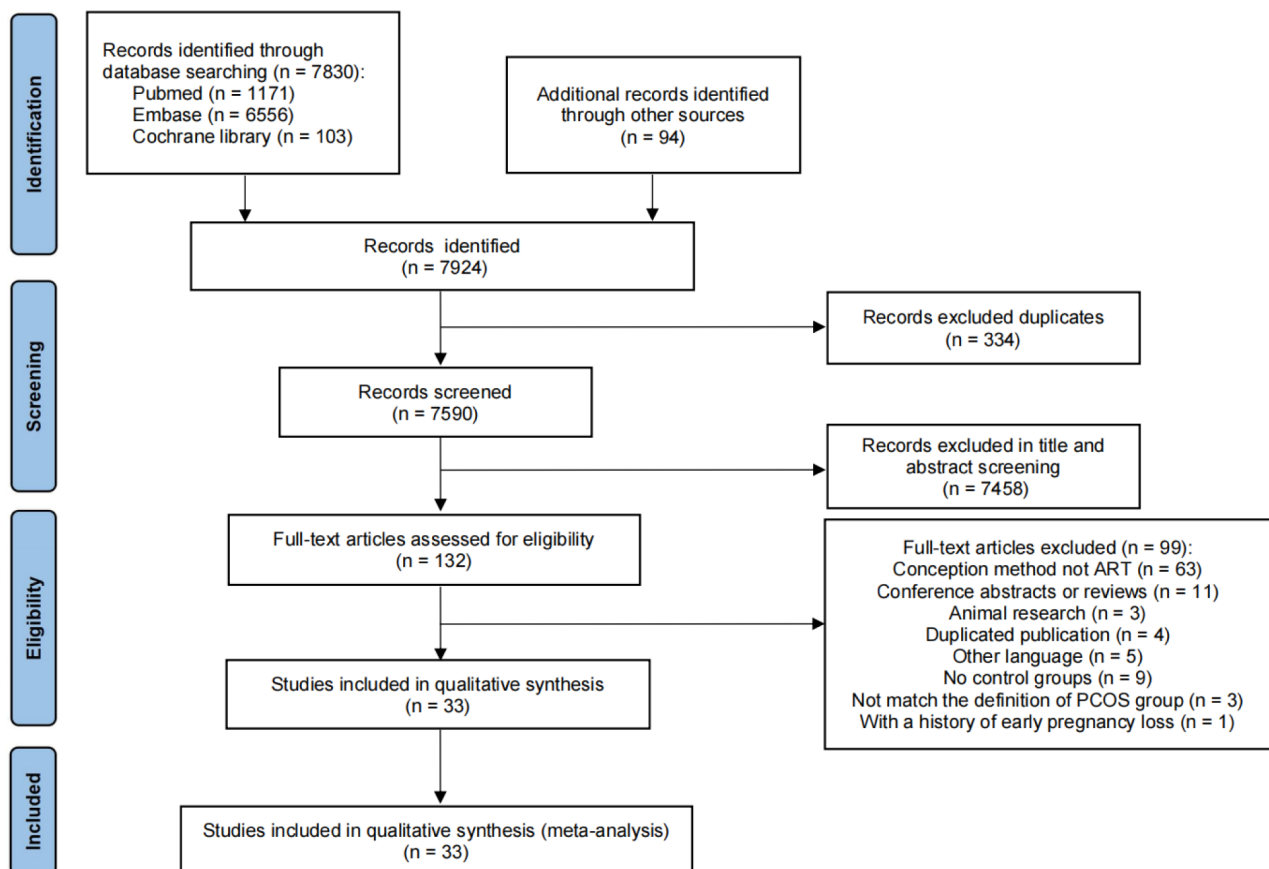 Identification
Records identified through
database searching (n = 7830):
Pubmed (n = 1171)
Embase (n = 6556)
Cochrane library (n = 103)
Additional records identified
through other sources
(n = 94)
Records identified
(n = 7924)
Screening
Records excluded duplicates
(n = 334)
Records screened
(n = 7590)
Records excluded in title and
abstract screening
(n = 7458)
Eligibility
Full-text articles assessed for eligibility
(n = 132)
Full-text articles excluded (n = 99):
Conception method not ART (n = 63)
Conference abstracts or reviews (n = 11)
Animal research (n = 3)
Duplicated publication (n = 4)
Other language (n = 5)
No control groups (n = 9)
Not match the definition of PCOS group (n = 3)
With a history of early pregnancy loss (n = 1)
Studies included in qualitative synthesis
(n = 33)
Included
Studies included in qualitative synthesis (meta-analysis)
(n = 33)